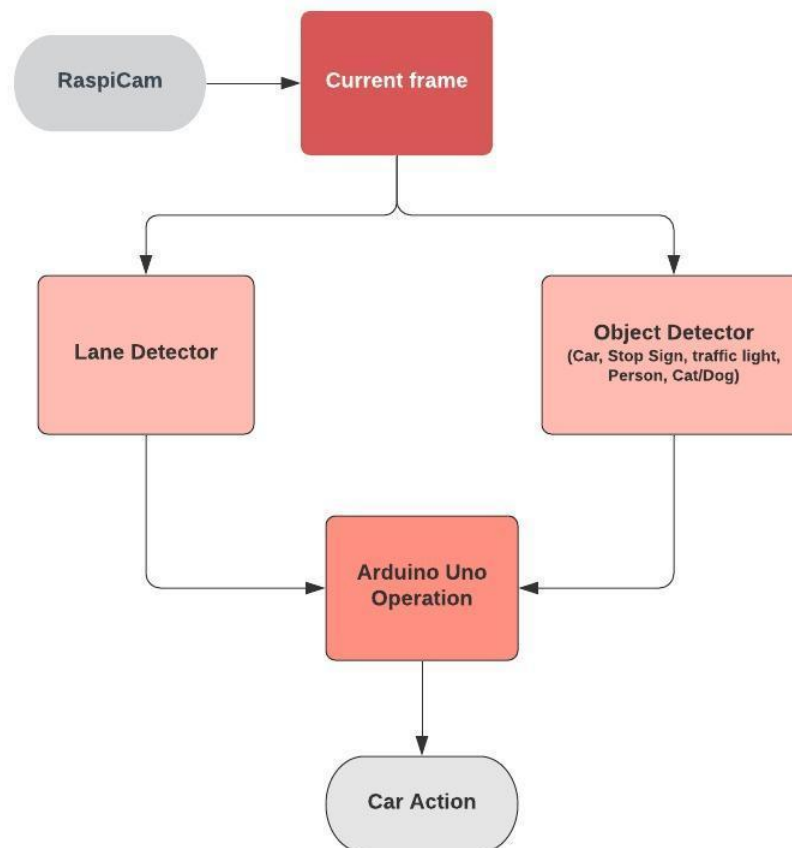 RaspiCam
Current frame
Lane Detector
Object Detector
(Car, Stop Sign, traffic light,
Person, Cat/Dog)
Arduino Uno
Operation
Car Action